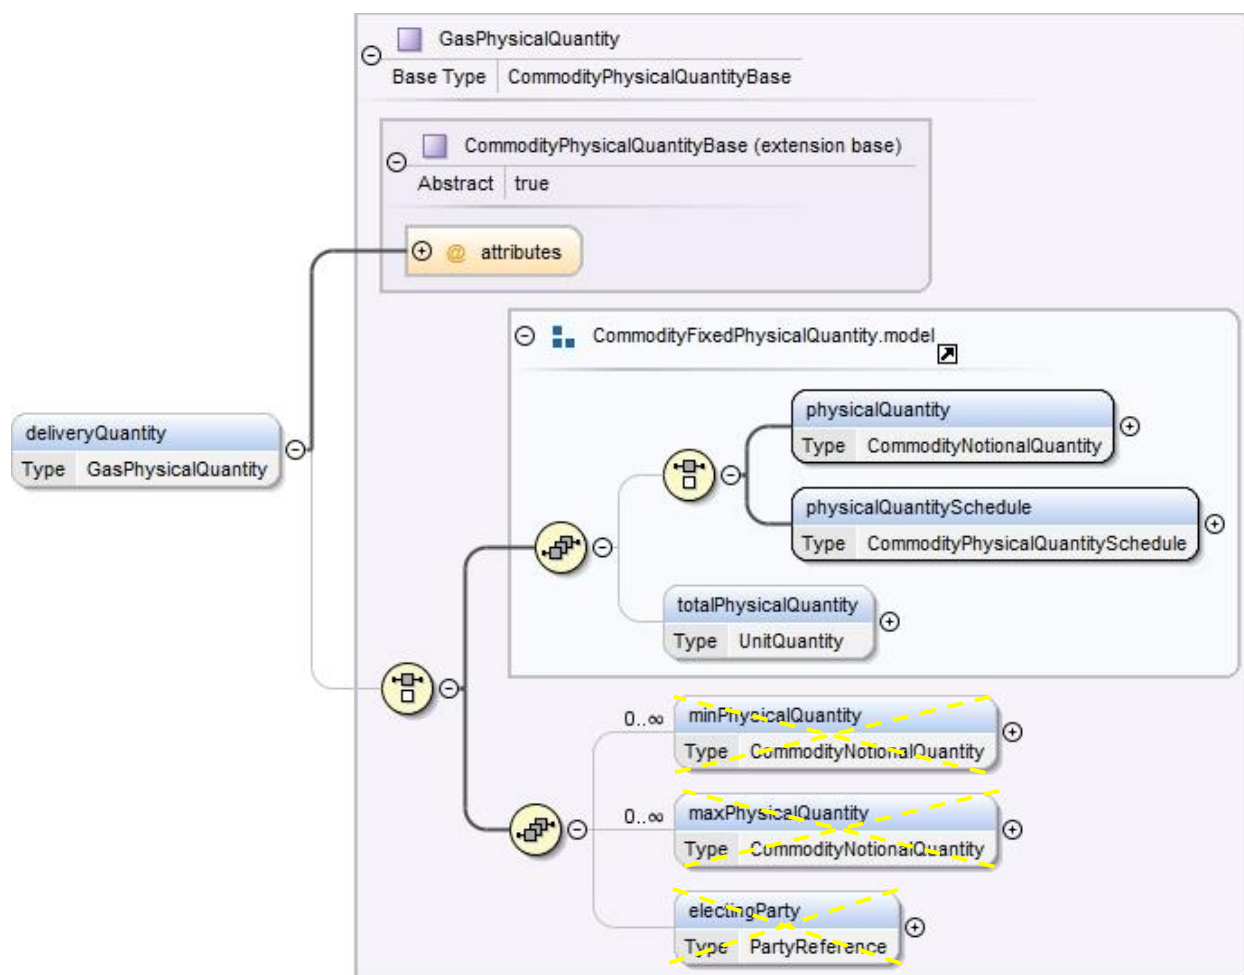 GasPhysicalQuantity
Base Type CommodityPhysicalQuantityBase
CommodityPhysicalQuantityBase (extension base)
Abstract true
@ attributes
CommodityFixedPhysicalQuantity.model
physicalQuantity
Type CommodityNotionalQuantity
deliveryQuantity
Type GasPhysicalQuantity
physicalQuantitySchedule
Type CommodityPhysicalQuantitySchedule
totalPhysicalQuantity
Type UnitQuantity
0..∞ minPhysicalQuantity
Type CommodityNotionalQuantity
0..∞ maxPhysicalQuantity
Type CommodityNotionalQuantity
electingParty
Type PartyReference